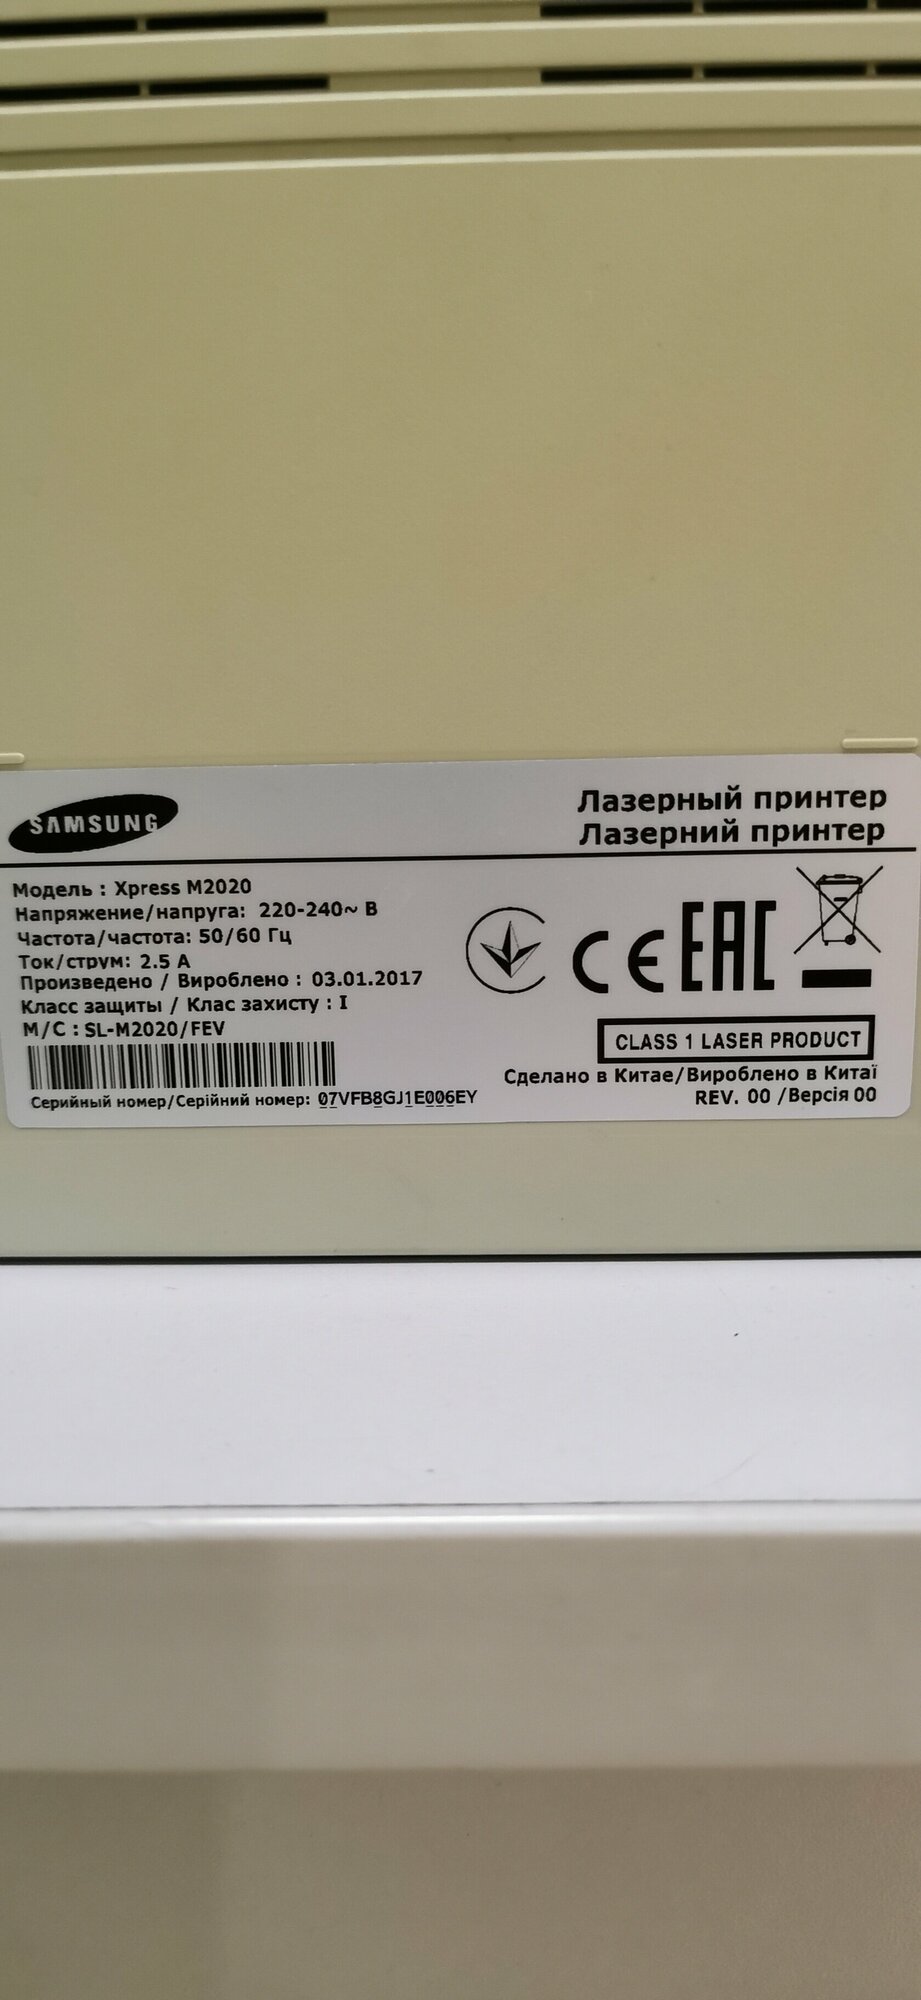 SAMSUNG
Лазерный принтер
Лазерний принтер
Модель : Xpress M2020
Напряжение/напруга: 220-240~ В
Частота/частота: 50/60 Гц
Ток/струм: 2.5 А
Произведено / Вироблено : 03.01.2017
Класс защиты / Клас захисту : I
M/C : SL-M2020/FEV
Серийный номер/Серійний номер: 07VFB8GJ1E006EY
CE EAC
CLASS 1 LASER PRODUCT
Сделано в Китае/Вироблено в Китаї
REV. 00 /Версія 00